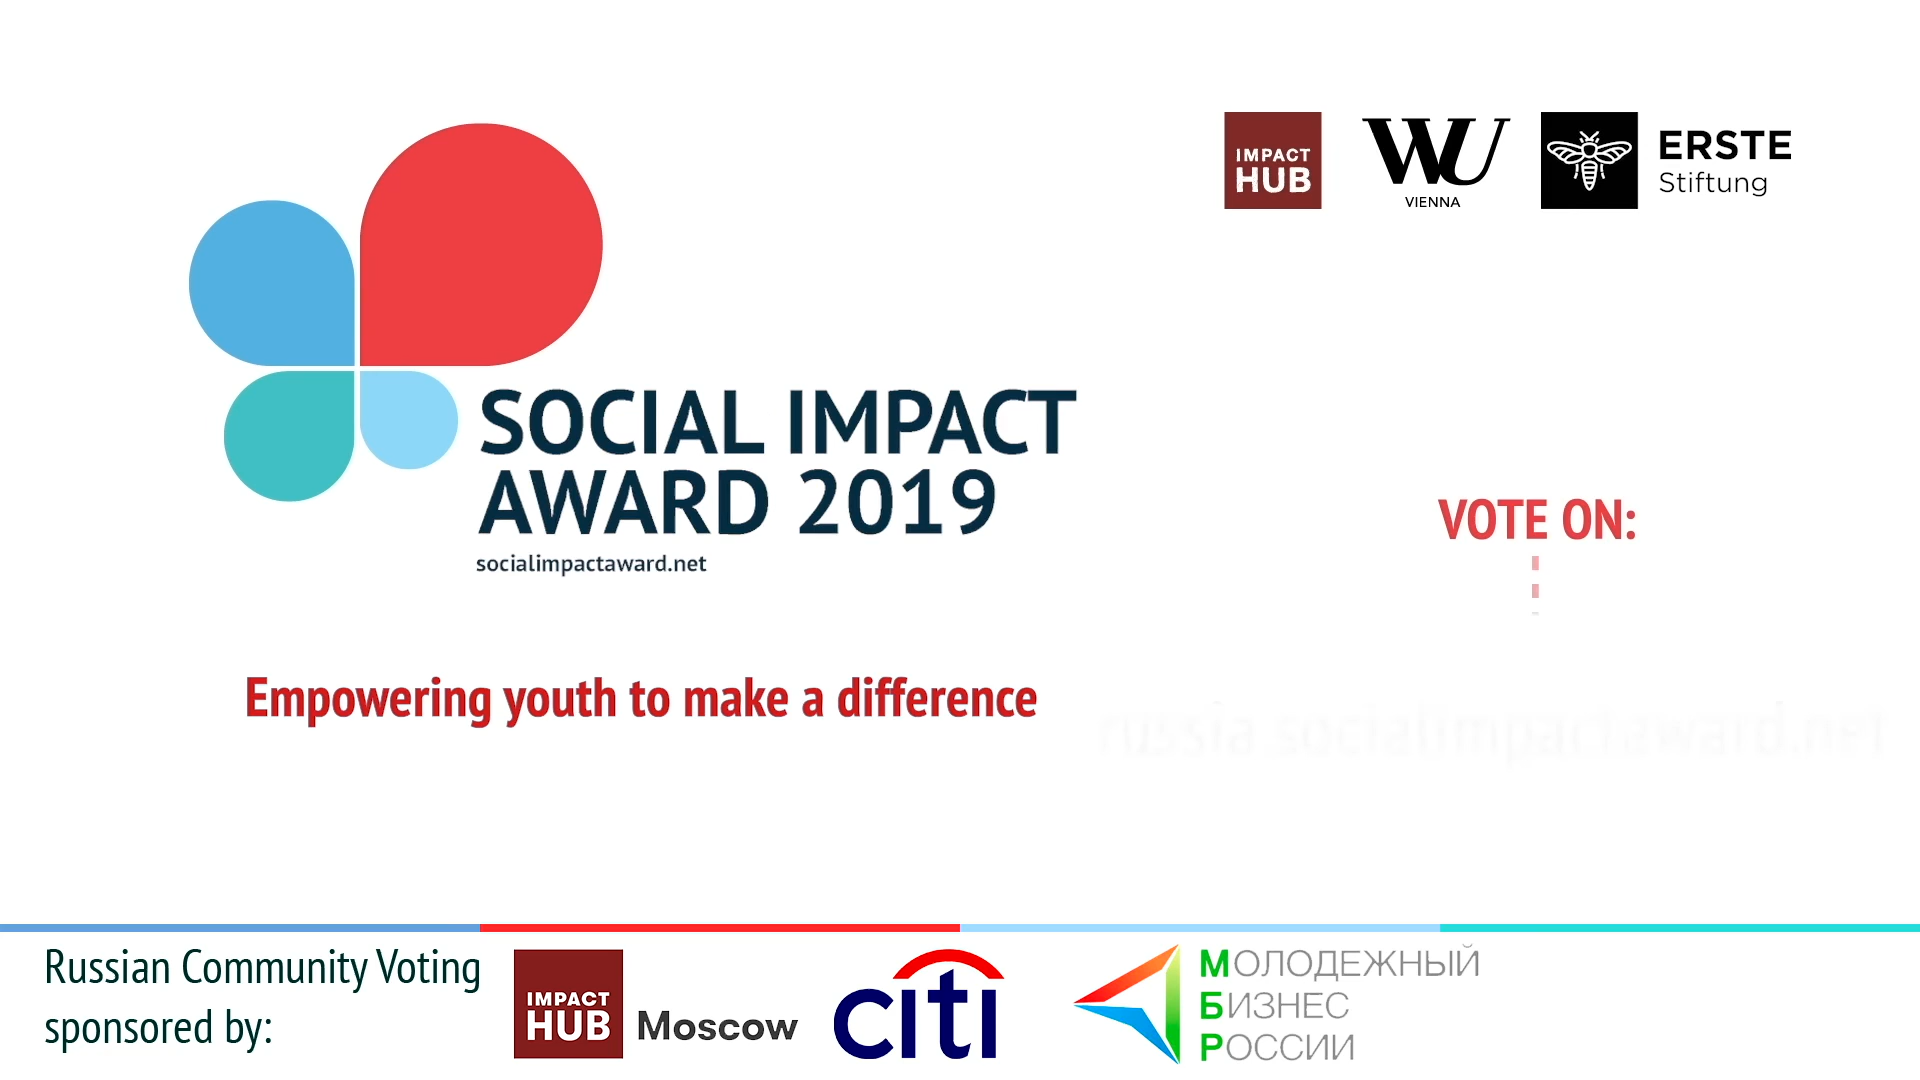 IMPACT
HUB
WU
VIENNA
ERSTE
Stiftung
SOCIAL IMPACT
AWARD 2019
socialimpactaward.net
Empowering youth to make a difference
VOTE ON:
russia.socialimpactaward.net
Russian Community Voting
sponsored by:
IMPACT
HUB
Moscow
citi
МОЛОДЕЖНЫЙ
БИЗНЕС
РОССИИ